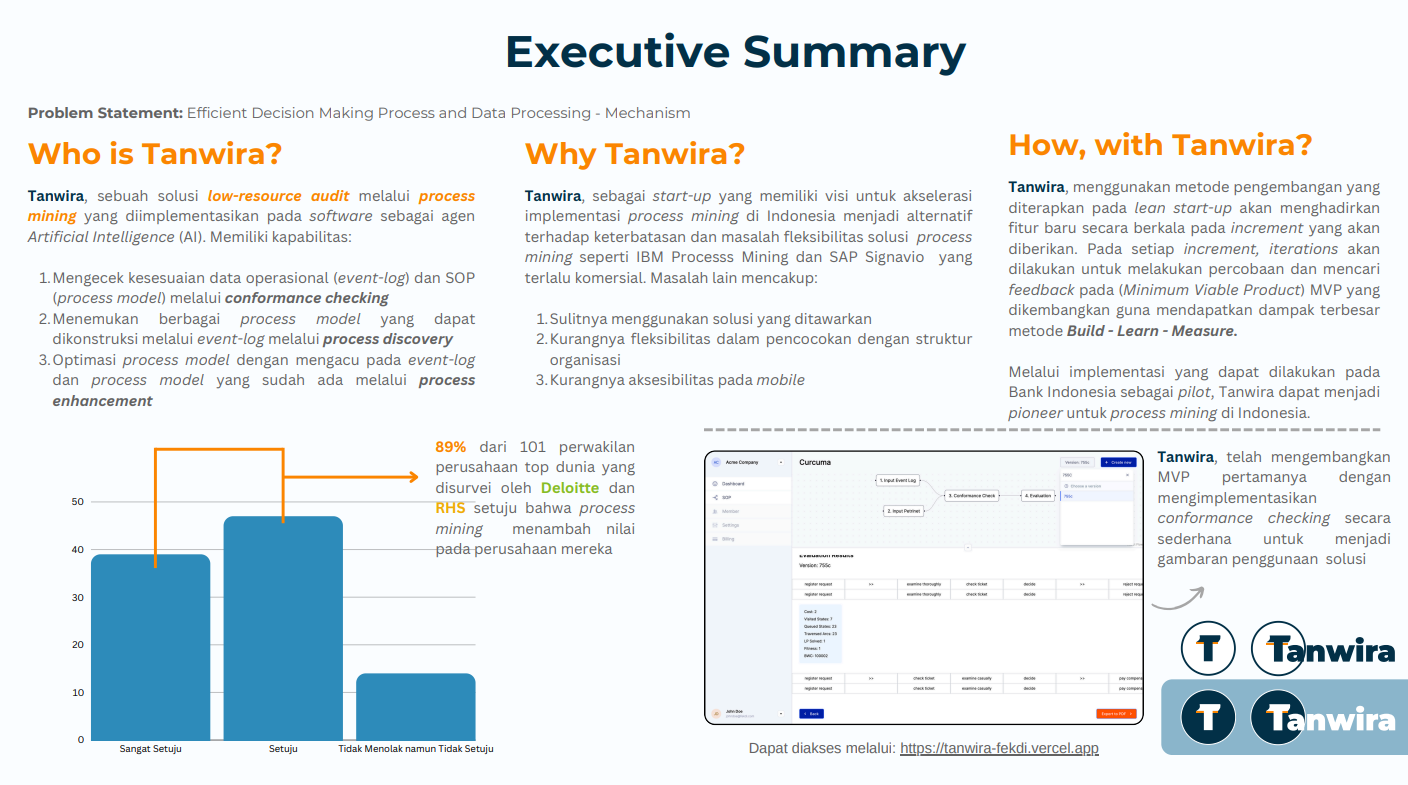 Executive Summary
Problem Statement: Efficient Decision Making Process and Data Processing - Mechanism
Who is Tanwira?
Tanwira, sebuah solusi low-resource audit melalui process
mining yang diimplementasikan pada software sebagai agen
Artificial Intelligence (AI). Memiliki kapabilitas:
1. Mengecek kesesuaian data operasional (event-log) dan SOP
(process model) melalui conformance checking
2. Menemukan berbagai process model yang dapat
dikonstruksi melalui event-log melalui process discovery
3. Optimasi process model dengan mengacu pada event-log
dan process model yang sudah ada melalui process
enhancement
Why Tanwira?
Tanwira, sebagai start-up yang memiliki visi untuk akselerasi
implementasi process mining di Indonesia menjadi alternatif
terhadap keterbatasan dan masalah fleksibilitas solusi process
mining seperti IBM Processs Mining dan SAP Signavio yang
terlalu komersial. Masalah lain mencakup:
1. Sulitnya menggunakan solusi yang ditawarkan
2. Kurangnya fleksibilitas dalam pencocokan dengan struktur
organisasi
3. Kurangnya aksesibilitas pada mobile
How, with Tanwira?
Tanwira, menggunakan metode pengembangan yang
diterapkan pada lean start-up akan menghadirkan
fitur baru secara berkala pada increment yang akan
diberikan. Pada setiap increment, iterations akan
dilakukan untuk melakukan percobaan dan mencari
feedback pada (Minimum Viable Product) MVP yang
dikembangkan guna mendapatkan dampak terbesar
metode Build - Learn - Measure.
Melalui implementasi yang dapat dilakukan pada
Bank Indonesia sebagai pilot, Tanwira dapat menjadi
pioneer untuk process mining di Indonesia.
89% dari 101 perwakilan
perusahaan top dunia yang
disurvei oleh Deloitte dan
RHS setuju bahwa process
mining menambah nilai
pada perusahaan mereka
50
40
30
20
10
0
Sangat Setuju
Setuju
Tidak Menolak namun Tidak Setuju
Acme Company
Dashboard
SOP
Member
Settings
Billing
John Doe
Curcuma
Version: 755c
+ Create new
755c
Choose a version
755c
1. Input Event Log
2. Input Petrinet
3. Conformance Check
4. Evaluation
Evaluation Results
Version: 755c
register request >> examine thoroughly check ticket decide >> reject requ
register request examine thoroughly check ticket decide reject requ
Cost: 2
Visited States: 7
Queued States: 23
Traversed Arcs: 23
LP Solved: 1
Fitness: 1
BWC: 100002
register request >> check ticket examine casually decide >> pay compens
register request check ticket examine casually decide pay compens
Back
Export to PDF
Dapat diakses melalui: https://tanwira-fekdi.vercel.app
Tanwira, telah mengembangkan
MVP pertamanya dengan
mengimplementasikan
conformance checking secara
sederhana untuk menjadi
gambaran penggunaan solusi
T Tanwira
T Tanwira